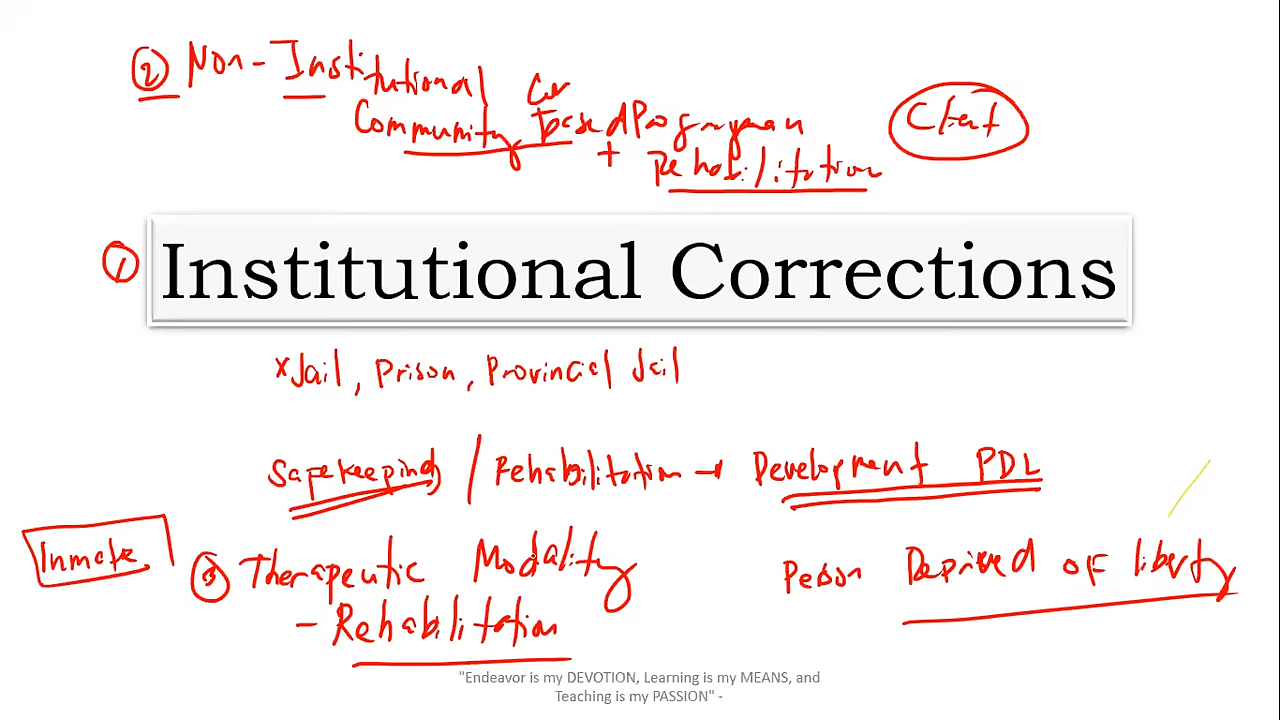 ② Non-Institutional
Community based Program
+ Rehabilitation
Client
① Institutional Corrections
xJail, Prison, Provincial Jail
Safekeeping / Rehabilitation → Development PDL
Inmate
③ Therapeutic Modality
- Rehabilitation
Person Deprived of liberty
"Endeavor is my DEVOTION, Learning is my MEANS, and
Teaching is my PASSION" -